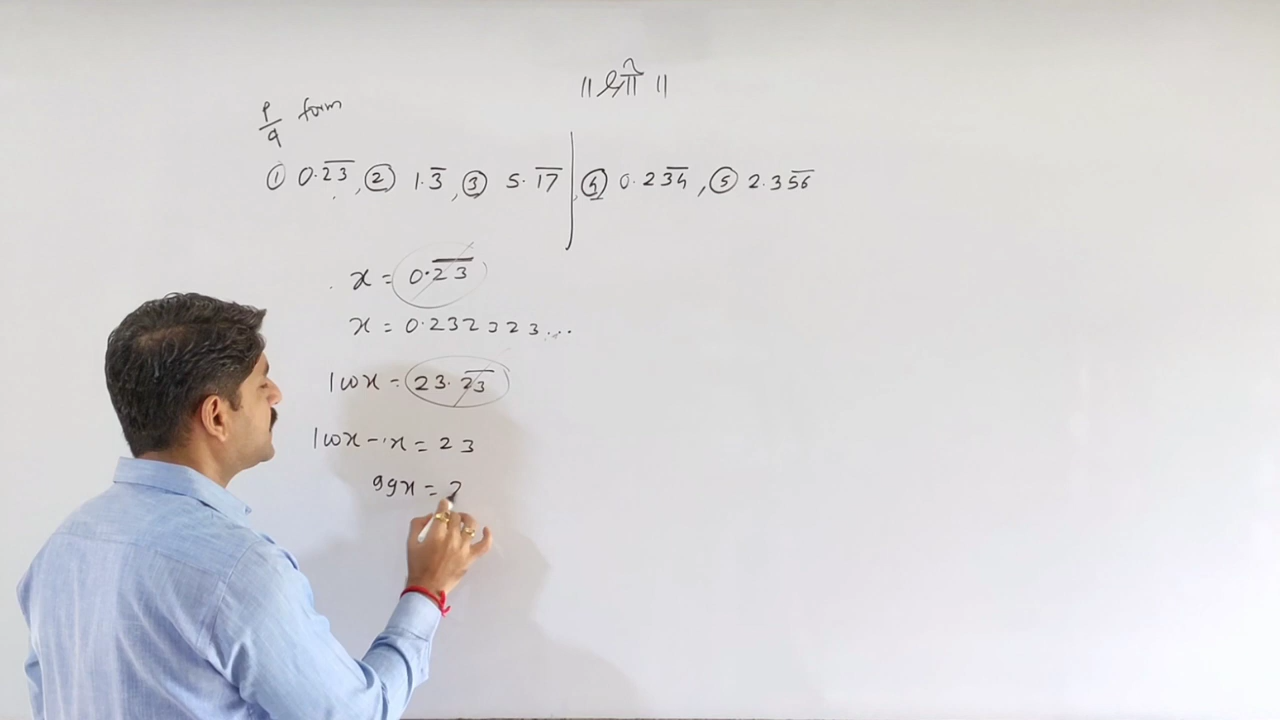 ॥ श्री ॥
p/q form
① 0.2̅3̅, ② 1.3̅, ③ 5.1̅7̅, ④ 0.23̅4̅, ⑤ 2.35̅6̅
x = 0.2̅3̅
x = 0.232323...
100x = 23.2̅3̅
100x - x = 23
99x = 2